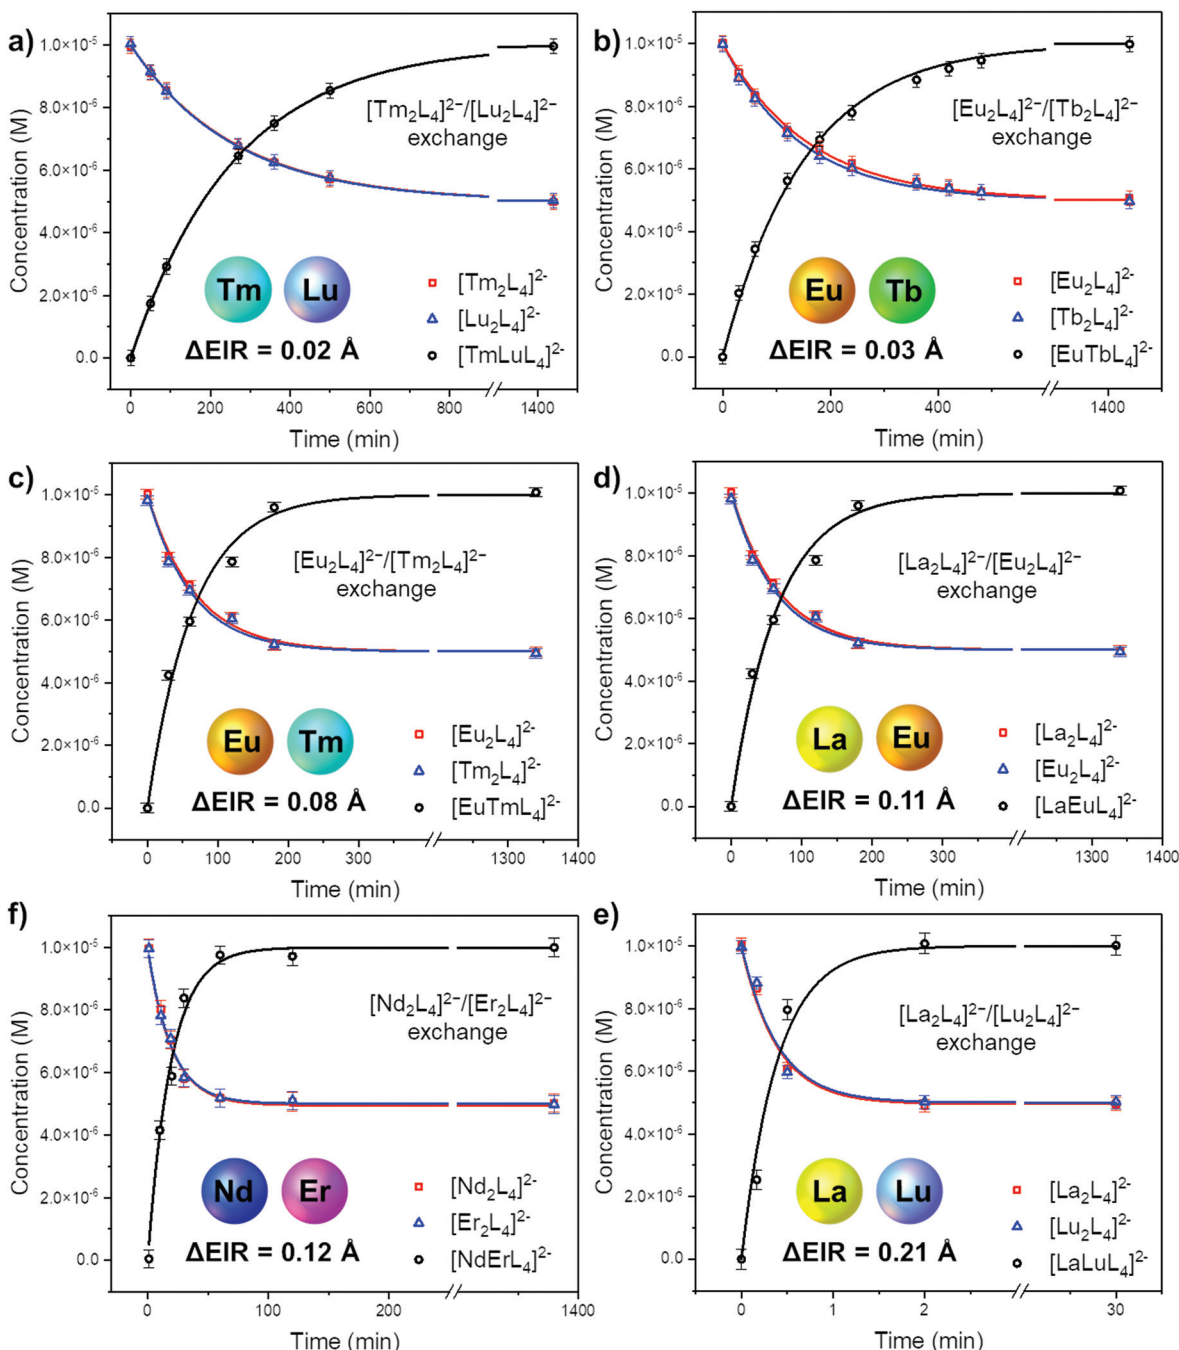 a)
Concentration (M)
1.0×10⁻⁵
8.0×10⁻⁶
6.0×10⁻⁶
4.0×10⁻⁶
2.0×10⁻⁶
0.0
[Tm₂L₄]²⁻/[Lu₂L₄]²⁻
exchange
Tm Lu
ΔEIR = 0.02 Å
[Tm₂L₄]²⁻
[Lu₂L₄]²⁻
[TmLuL₄]²⁻
0 200 400 600 800 1400
Time (min)
b)
Concentration (M)
1.0×10⁻⁵
8.0×10⁻⁶
6.0×10⁻⁶
4.0×10⁻⁶
2.0×10⁻⁶
0.0
[Eu₂L₄]²⁻/[Tb₂L₄]²⁻
exchange
Eu Tb
ΔEIR = 0.03 Å
[Eu₂L₄]²⁻
[Tb₂L₄]²⁻
[EuTbL₄]²⁻
0 200 400 1400
Time (min)
c)
Concentration (M)
1.0×10⁻⁵
8.0×10⁻⁶
6.0×10⁻⁶
4.0×10⁻⁶
2.0×10⁻⁶
0.0
[Eu₂L₄]²⁻/[Tm₂L₄]²⁻
exchange
Eu Tm
ΔEIR = 0.08 Å
[Eu₂L₄]²⁻
[Tm₂L₄]²⁻
[EuTmL₄]²⁻
0 100 200 300 1300 1400
Time (min)
d)
Concentration (M)
1.0×10⁻⁵
8.0×10⁻⁶
6.0×10⁻⁶
4.0×10⁻⁶
2.0×10⁻⁶
0.0
[La₂L₄]²⁻/[Eu₂L₄]²⁻
exchange
La Eu
ΔEIR = 0.11 Å
[La₂L₄]²⁻
[Eu₂L₄]²⁻
[LaEuL₄]²⁻
0 100 200 300 1300 1400
Time (min)
f)
Concentration (M)
1.0×10⁻⁵
8.0×10⁻⁶
6.0×10⁻⁶
4.0×10⁻⁶
2.0×10⁻⁶
0.0
[Nd₂L₄]²⁻/[Er₂L₄]²⁻
exchange
Nd Er
ΔEIR = 0.12 Å
[Nd₂L₄]²⁻
[Er₂L₄]²⁻
[NdErL₄]²⁻
0 100 200 1400
Time (min)
e)
Concentration (M)
1.0×10⁻⁵
8.0×10⁻⁶
6.0×10⁻⁶
4.0×10⁻⁶
2.0×10⁻⁶
0.0
[La₂L₄]²⁻/[Lu₂L₄]²⁻
exchange
La Lu
ΔEIR = 0.21 Å
[La₂L₄]²⁻
[Lu₂L₄]²⁻
[LaLuL₄]²⁻
0 1 2 30
Time (min)